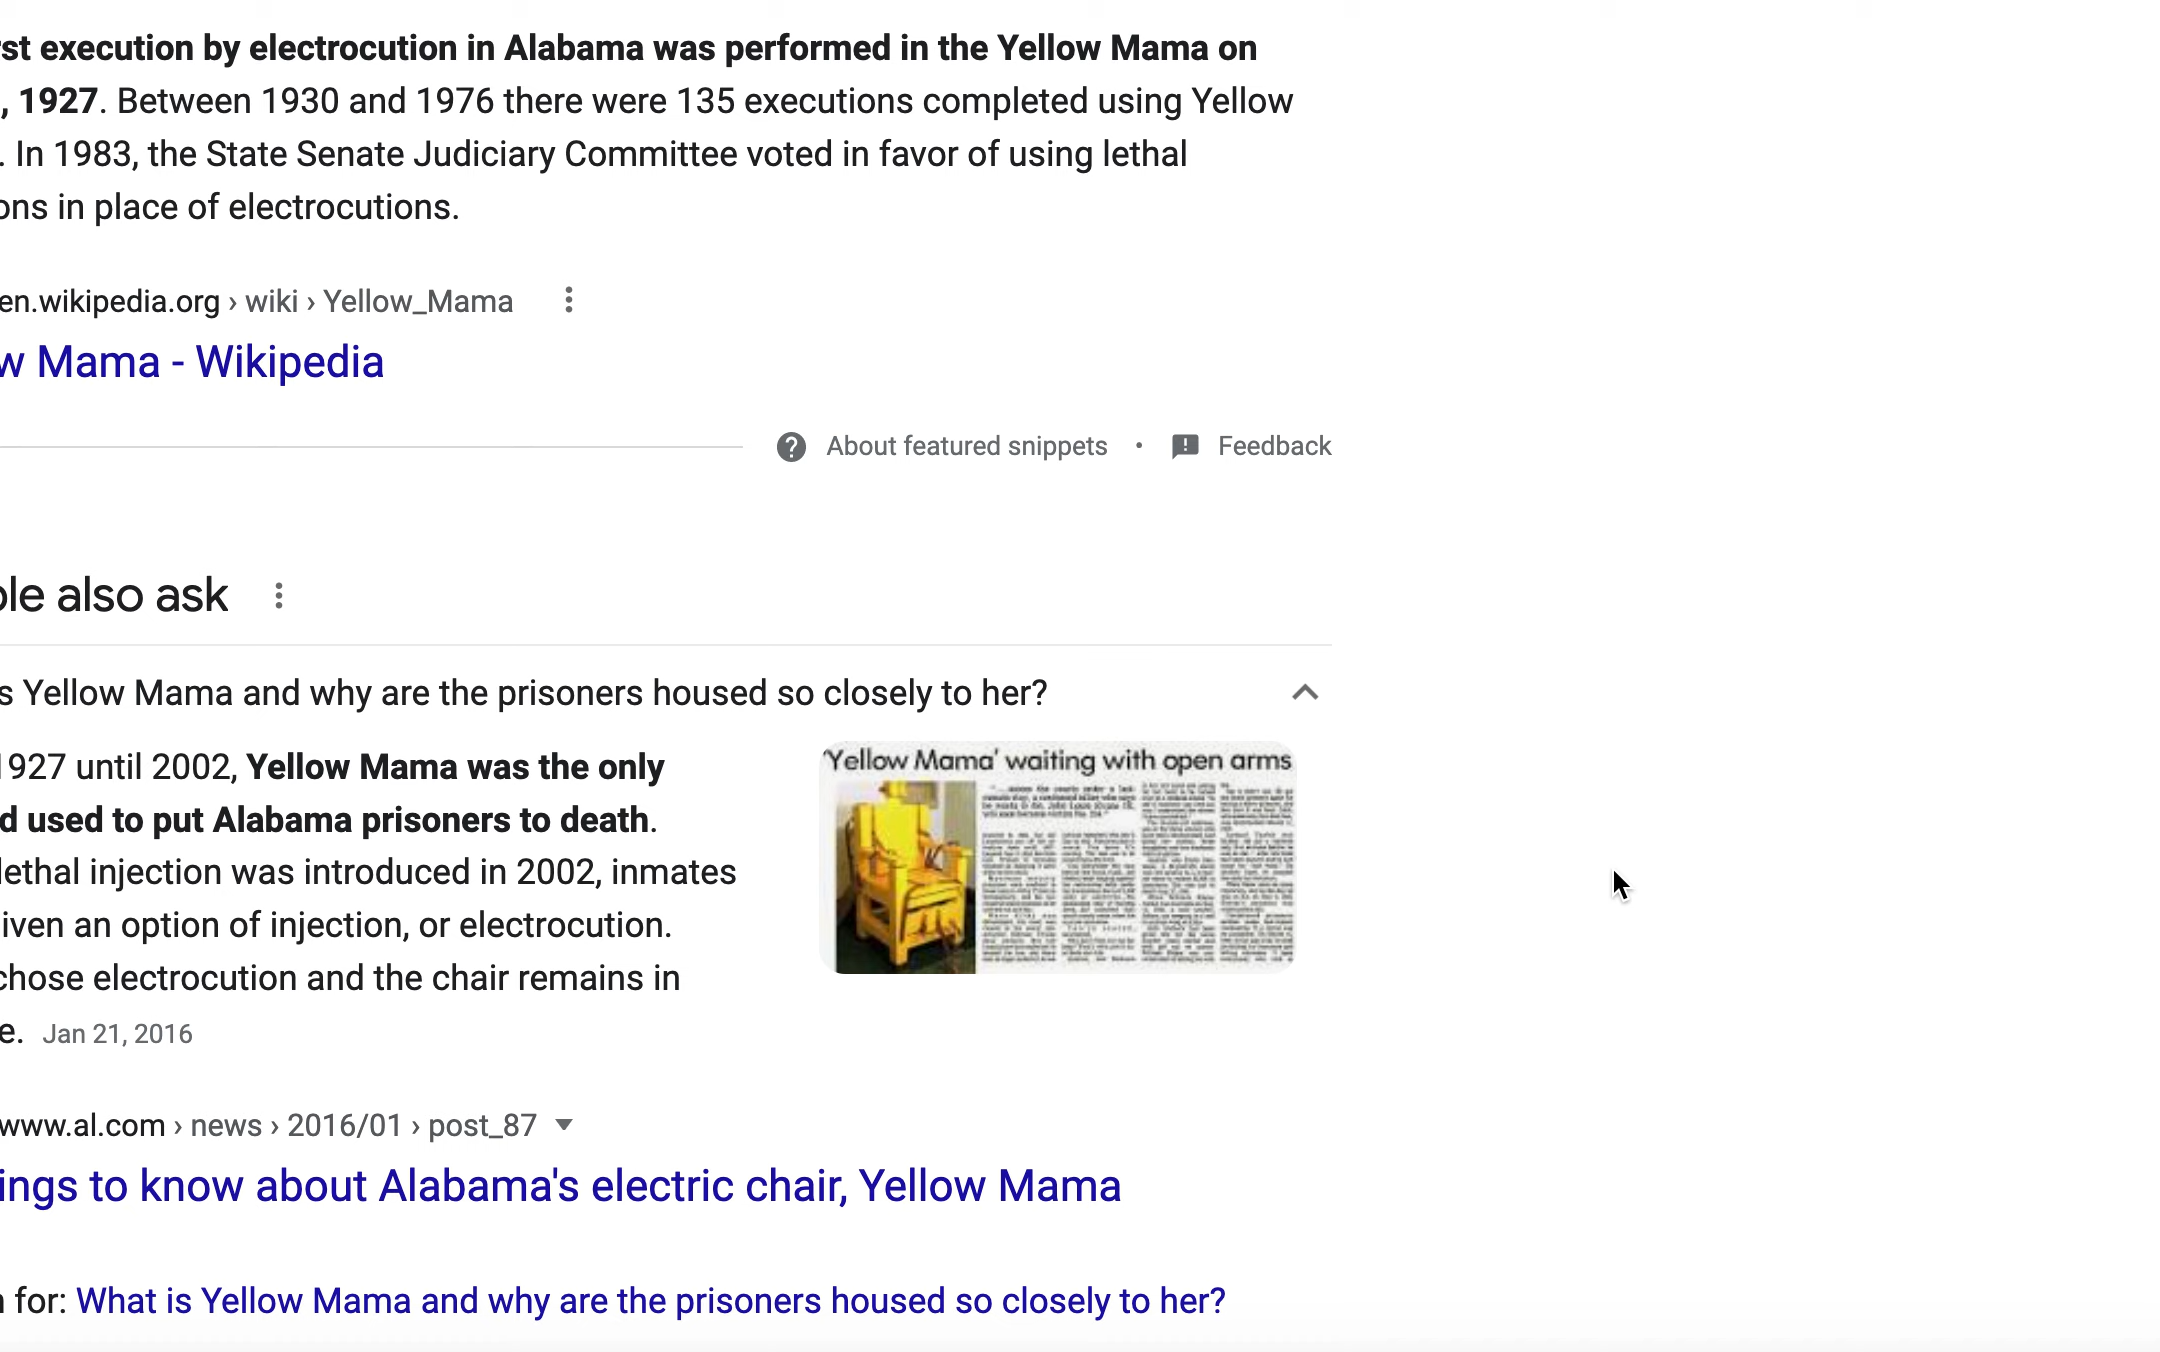 st execution by electrocution in Alabama was performed in the Yellow Mama on
, 1927. Between 1930 and 1976 there were 135 executions completed using Yellow
. In 1983, the State Senate Judiciary Committee voted in favor of using lethal
ons in place of electrocutions.
en.wikipedia.org › wiki › Yellow_Mama
w Mama - Wikipedia
About featured snippets • Feedback
ple also ask
s Yellow Mama and why are the prisoners housed so closely to her?
1927 until 2002, Yellow Mama was the only
d used to put Alabama prisoners to death.
lethal injection was introduced in 2002, inmates
iven an option of injection, or electrocution.
chose electrocution and the chair remains in
e. Jan 21, 2016
'Yellow Mama' waiting with open arms
www.al.com › news › 2016/01 › post_87
ings to know about Alabama's electric chair, Yellow Mama
n for: What is Yellow Mama and why are the prisoners housed so closely to her?